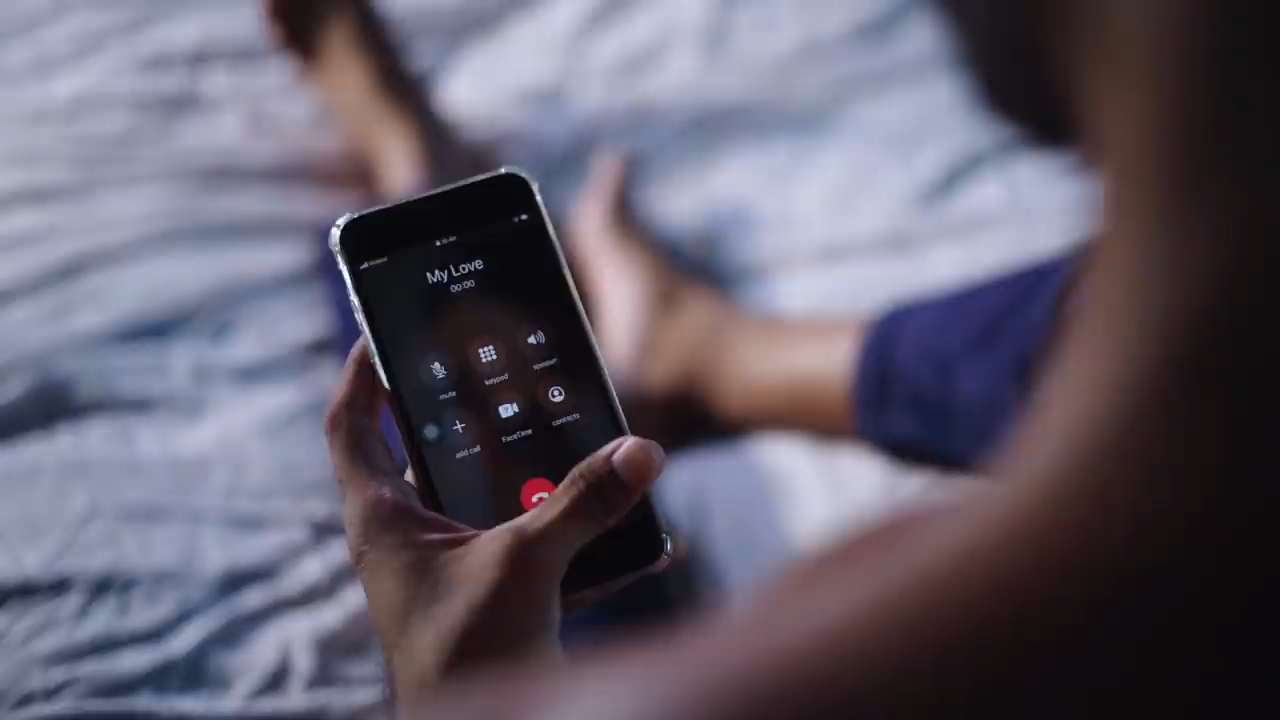 My Love
00:00
mute
keypad
speaker
add call
FaceTime
contacts